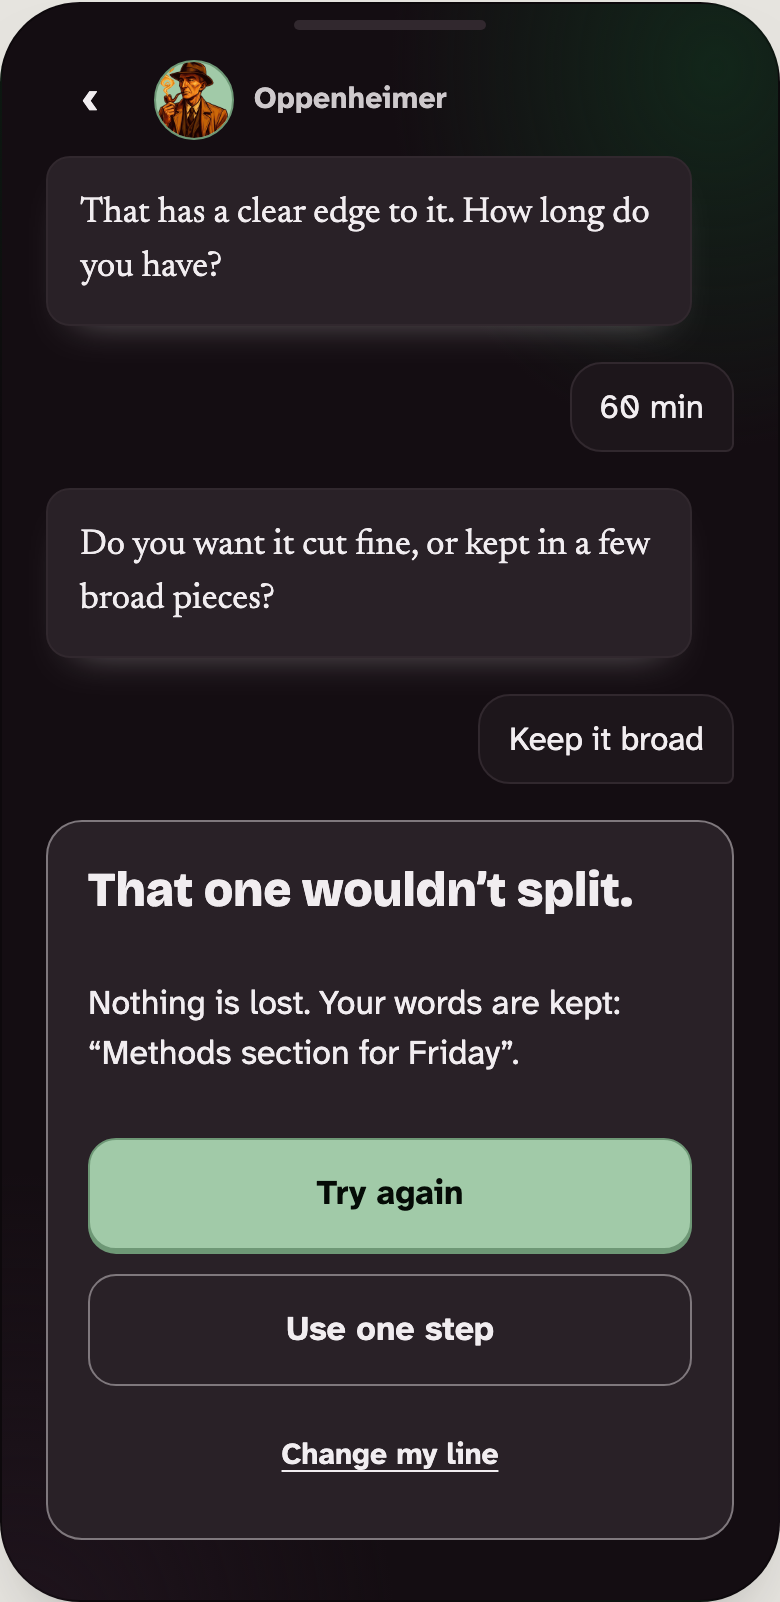 Oppenheimer
That has a clear edge to it. How long do
you have?
60 min
Do you want it cut fine, or kept in a few
broad pieces?
Keep it broad
That one wouldn’t split.
Nothing is lost. Your words are kept:
“Methods section for Friday”.
Try again
Use one step
Change my line